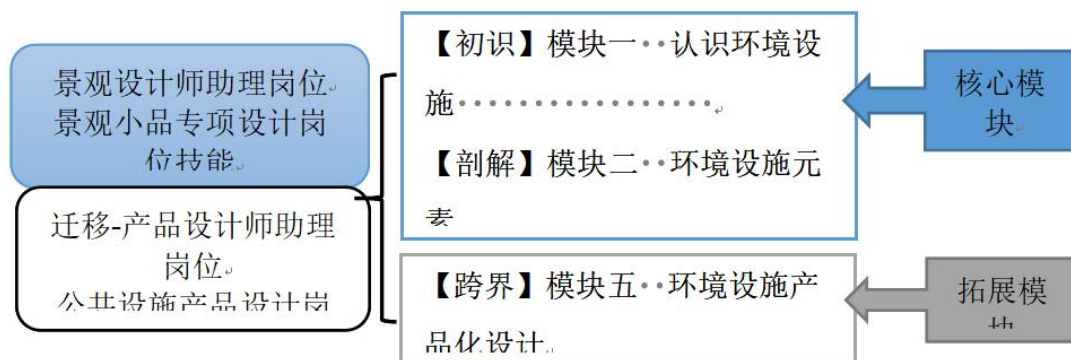 景观设计师助理岗位
景观小品专项设计岗
位技能
迁移-产品设计师助理
岗位
公共设施产品设计岗
【初识】模块一··认识环境设
施·················
【剖解】模块二··环境设施元
素
【跨界】模块五··环境设施产
品化设计
核心模
块
拓展模
块